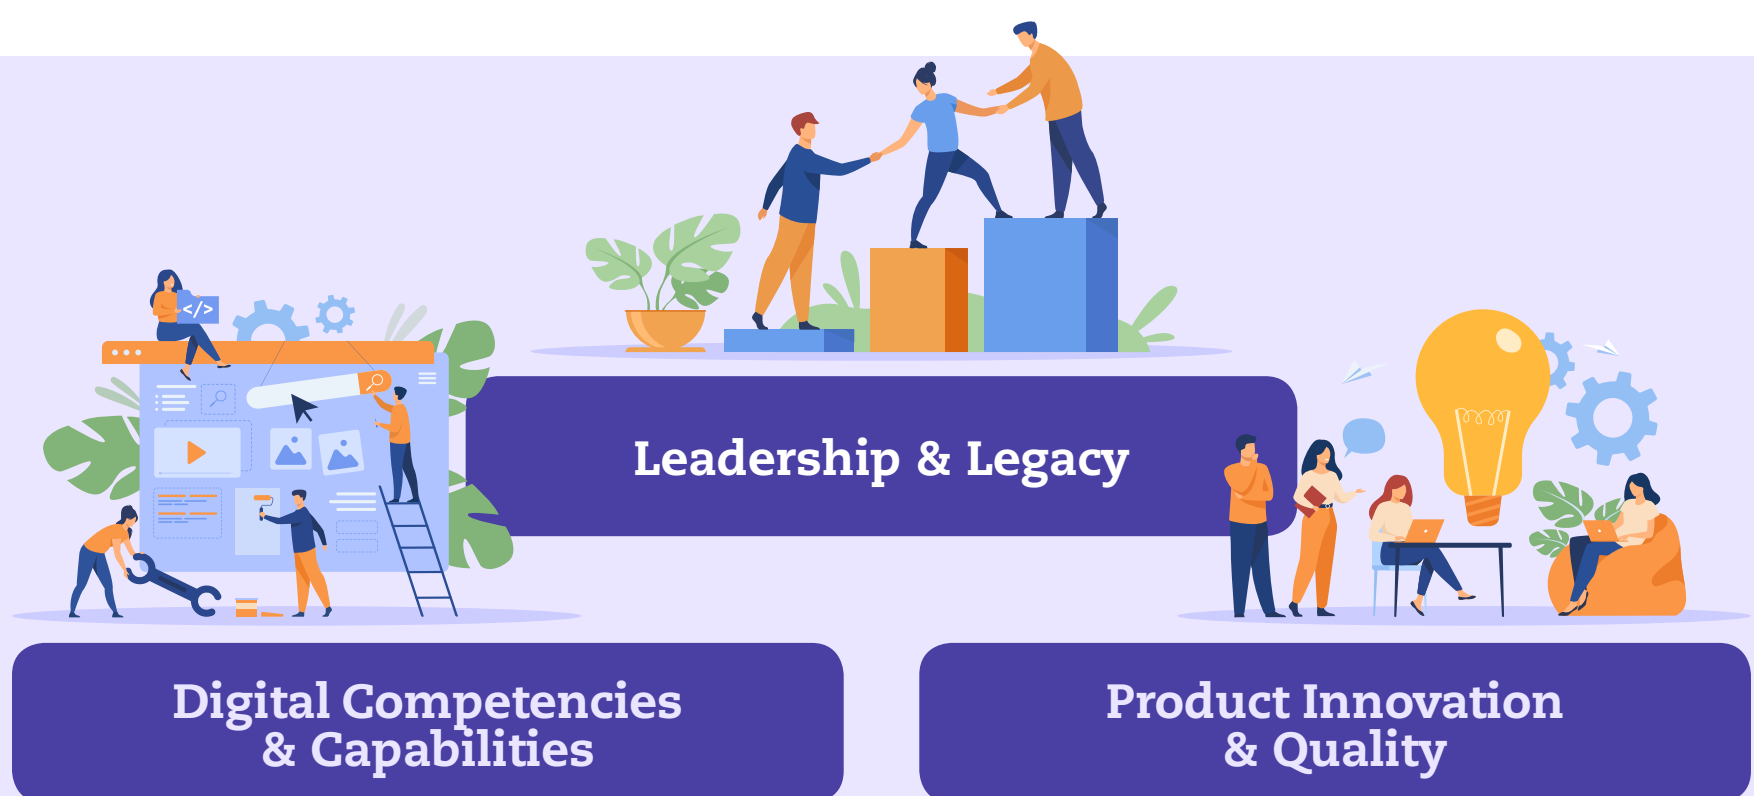 </>
Leadership & Legacy
Digital Competencies
& Capabilities
Product Innovation
& Quality